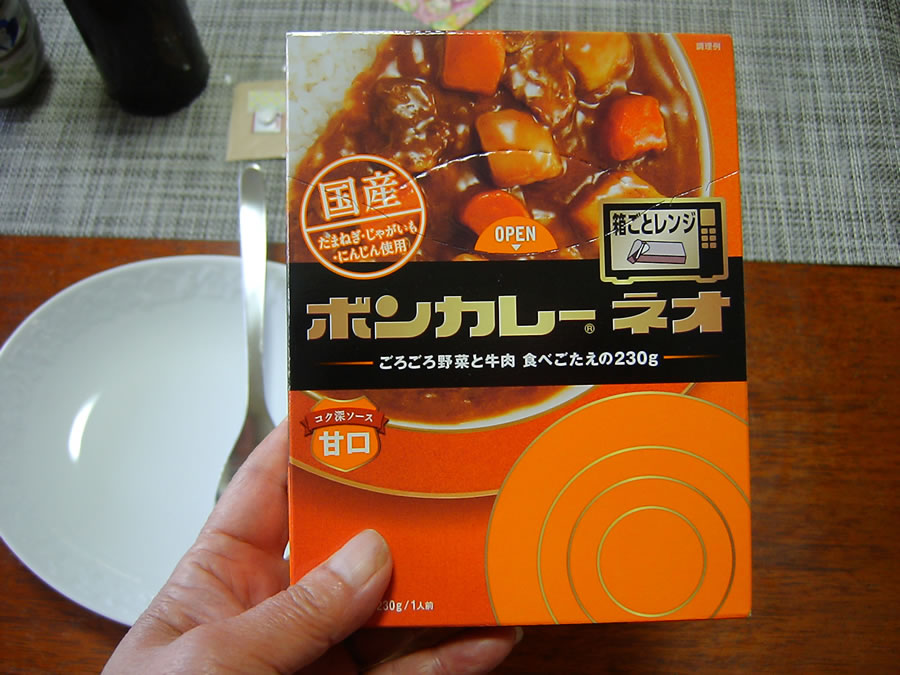 調理例
国産
たまねぎ・じゃがいも
・にんじん使用
OPEN
箱ごとレンジ
ボンカレー® ネオ
ごろごろ野菜と牛肉 食べごたえの230g
コク深ソース
甘口
230g/1人前